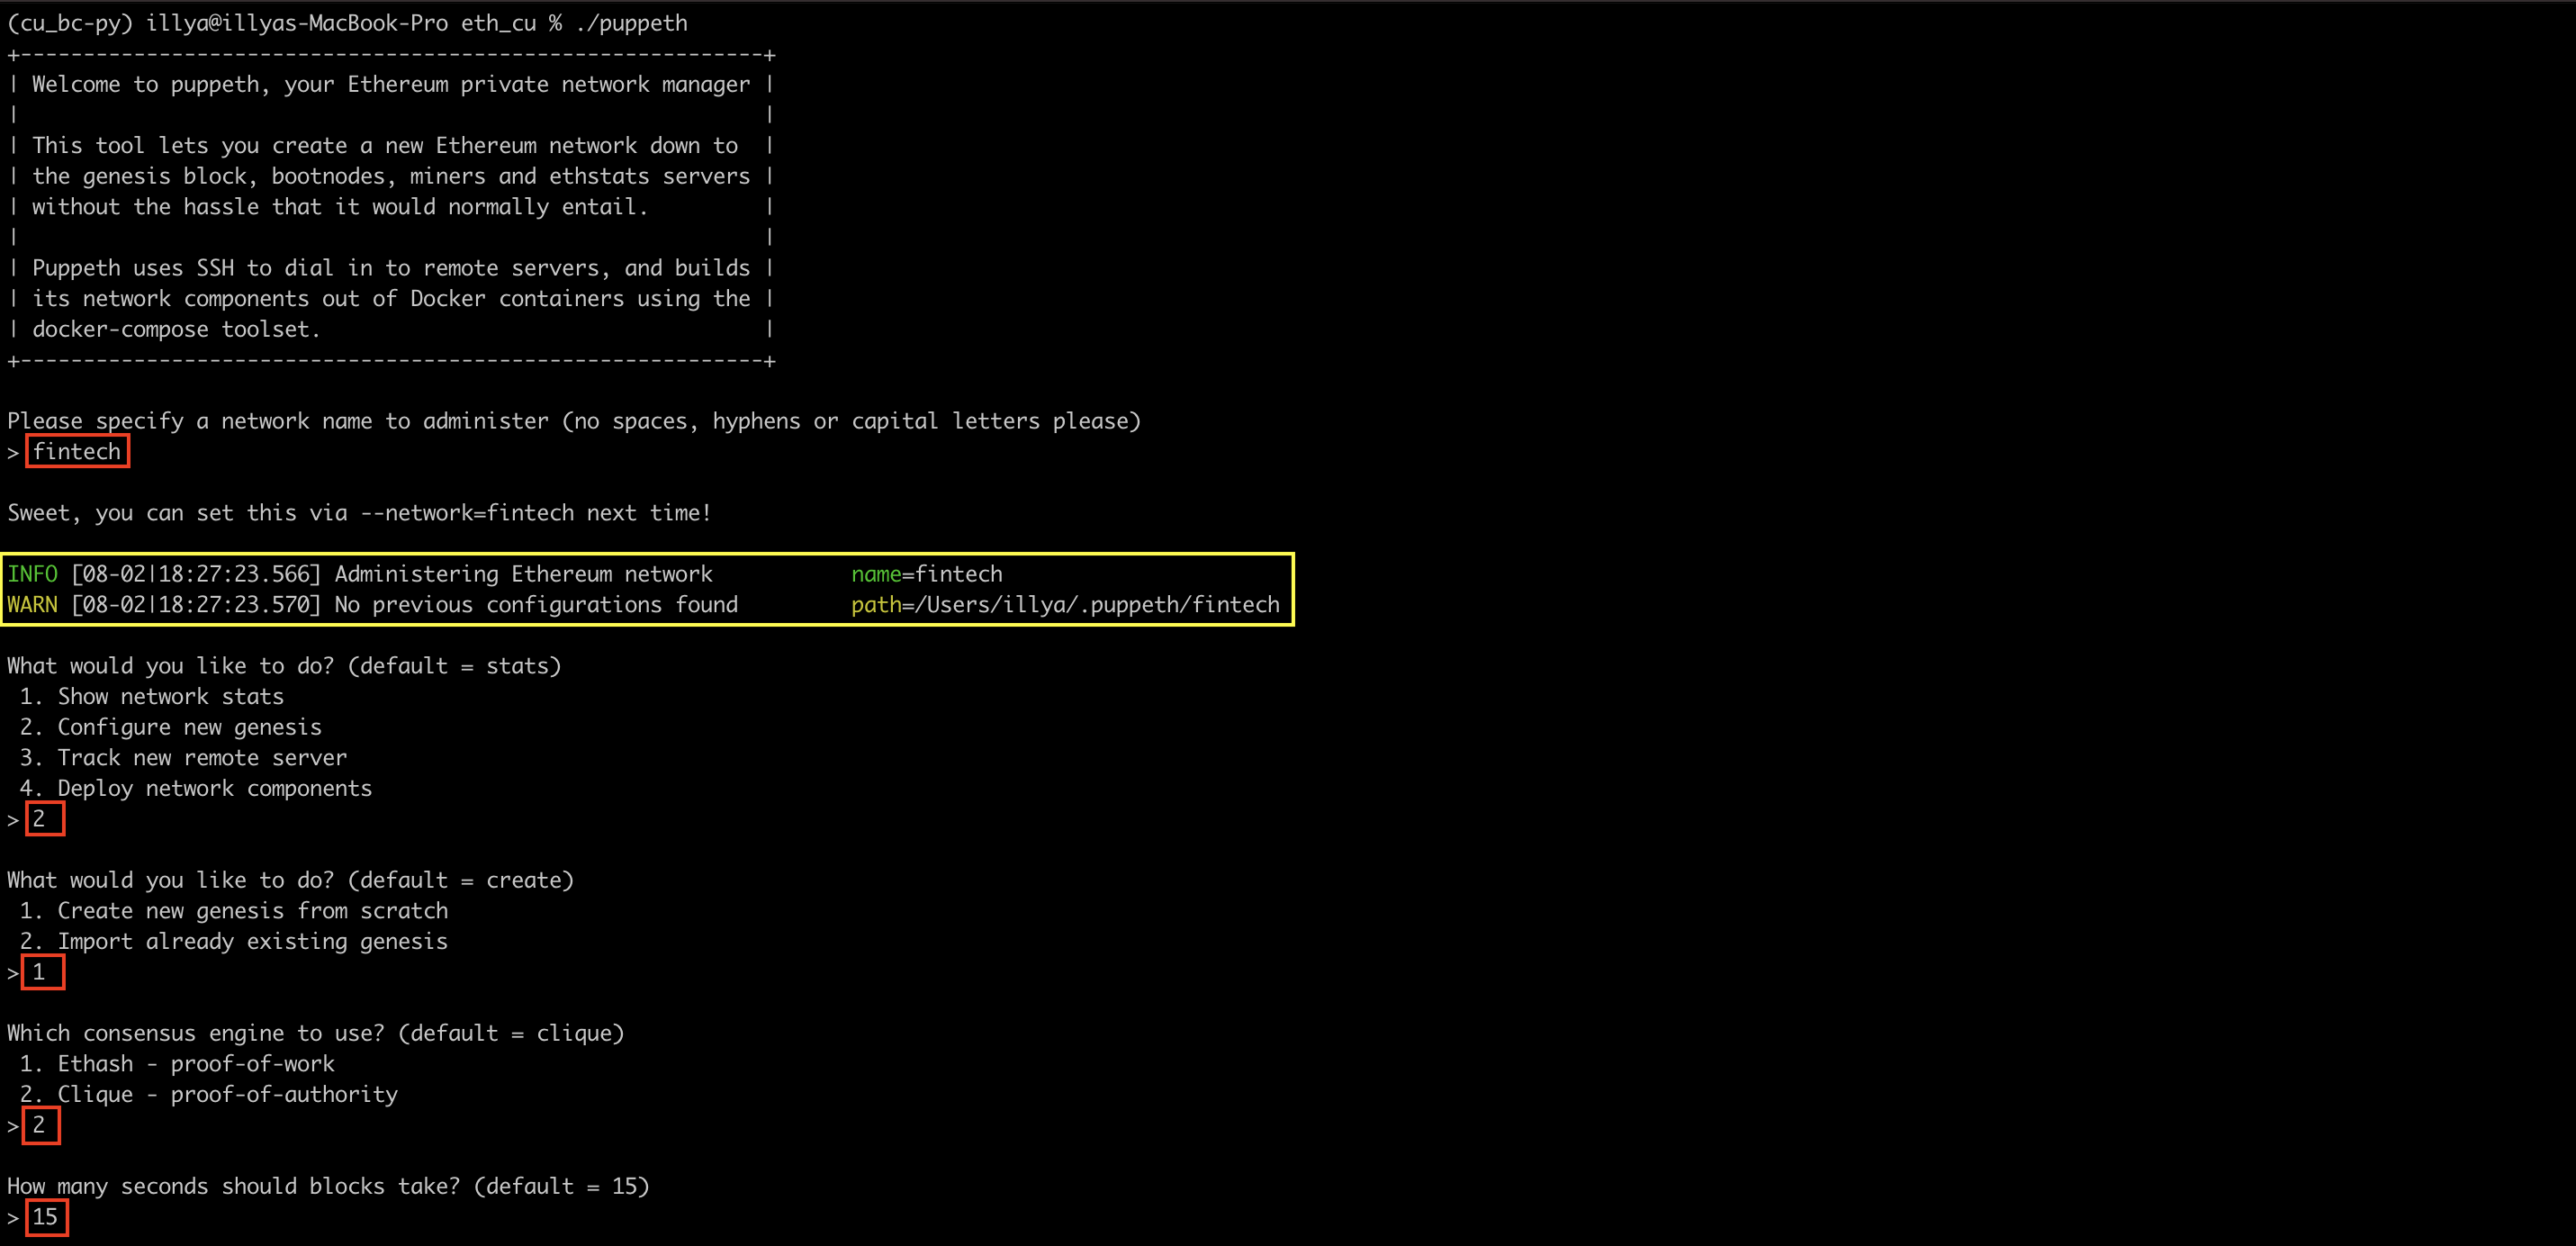 (cu_bc-py) illya@illyas-MacBook-Pro eth_cu % ./puppeth
+-----------------------------------------------------------+
| Welcome to puppeth, your Ethereum private network manager |
|                                                           |
| This tool lets you create a new Ethereum network down to  |
| the genesis block, bootnodes, miners and ethstats servers |
| without the hassle that it would normally entail.         |
|                                                           |
| Puppeth uses SSH to dial in to remote servers, and builds |
| its network components out of Docker containers using the |
| docker-compose toolset.                                   |
+-----------------------------------------------------------+
Please specify a network name to administer (no spaces, hyphens or capital letters please)
> fintech
Sweet, you can set this via --network=fintech next time!
INFO [08-02|18:27:23.566] Administering Ethereum network           name=fintech
WARN [08-02|18:27:23.570] No previous configurations found         path=/Users/illya/.puppeth/fintech
What would you like to do? (default = stats)
 1. Show network stats
 2. Configure new genesis
 3. Track new remote server
 4. Deploy network components
> 2
What would you like to do? (default = create)
 1. Create new genesis from scratch
 2. Import already existing genesis
> 1
Which consensus engine to use? (default = clique)
 1. Ethash - proof-of-work
 2. Clique - proof-of-authority
> 2
How many seconds should blocks take? (default = 15)
> 15